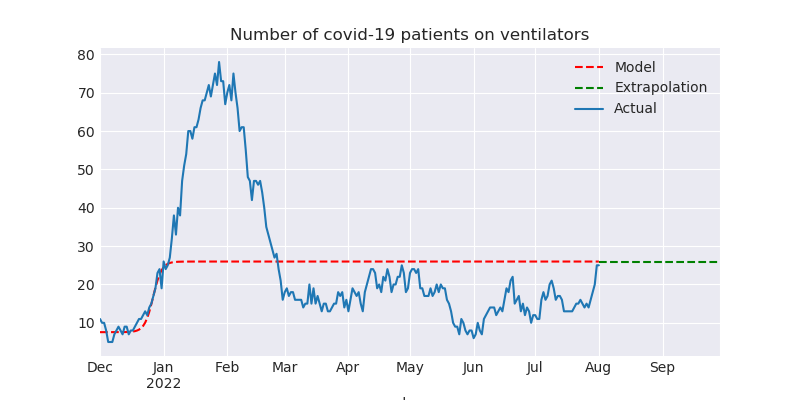 Number of covid-19 patients on ventilators
80
70
60
50
40
30
20
10
Model
Extrapolation
Actual
Dec Jan Feb Mar Apr May Jun Jul Aug Sep
2022